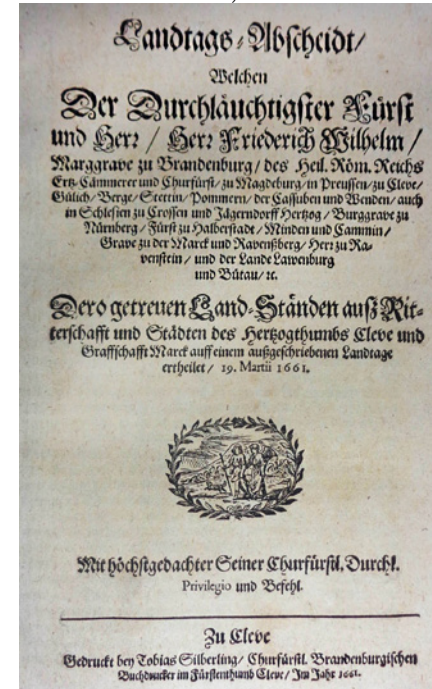 Landtags-Abscheidt/
Welchen
Der Durchläuchtigster Fürst
und Herr / Herr Friederich Wilhelm /
Marggrave zu Brandenburg/ des Heil. Röm. Reichs
Ertz-Cämmerer und Churfürst/ zu Magdeburg/ in Preussen/ zu Cleve/
Gülich/ Berge/ Stettin/ Pommern/ der Cassuben und Wenden/ auch
in Schlesien zu Crossen und Jägerndorff Hertzog/ Burggrave zu
Nürnberg/ Fürst zu Halberstadt/ Minden und Cammin/
Grave zu der Marck und Ravenßberg/ Herr zu Ra-
venstein/ und der Lande Lawenburg
und Bütau/ ꝛc.
Dero getreuen Land-Ständen auß Rit-
terschafft und Städten des Hertzogthumbs Cleve und
Graffschafft Marck auff einem außgeschriebenen Landtage
ertheilet/ 19. Martii 1661.
Mit höchstgedachter Seiner Churfürstl. Durchl.
Privilegio und Befehl.
Zu Cleve
Gedruckt bey Tobias Silberling/ Churfürstl. Brandenburgischen
Buchdrucker im Fürstenthumb Cleve/ Im Jahr 1661.